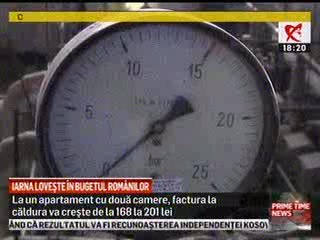 18:20
10
15
5
20
0
bar
25
IARNA LOVEȘTE ÎN BUGETUL ROMÂNILOR
La un apartament cu două camere, factura la
căldura va crește de la 168 la 201 lei
PRIME TIME
NEWS
ÂND CĂ REZULTATUL VA FI RECUNOAȘTEREA INDEPENDENȚEI KOSOV